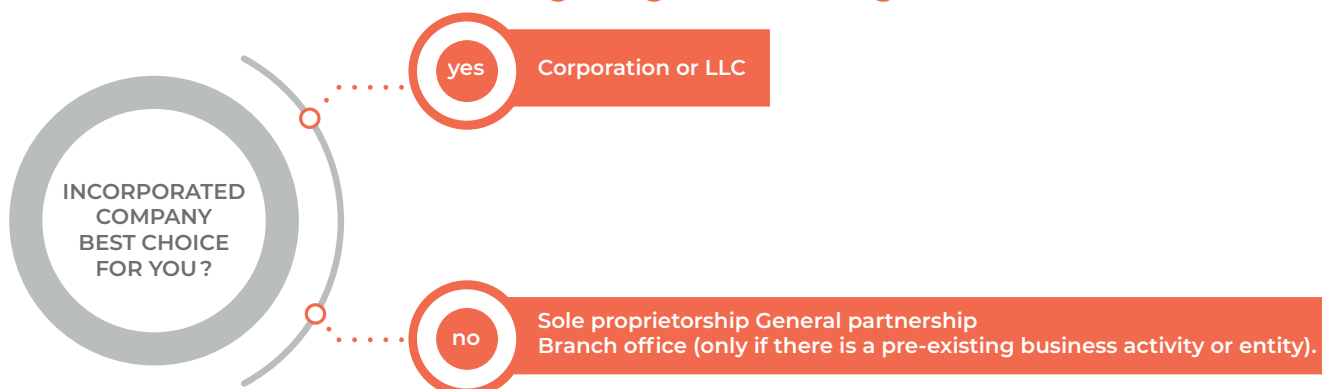 yes
Corporation or LLC
INCORPORATED
COMPANY
BEST CHOICE
FOR YOU?
no
Sole proprietorship General partnership
Branch office (only if there is a pre-existing business activity or entity).